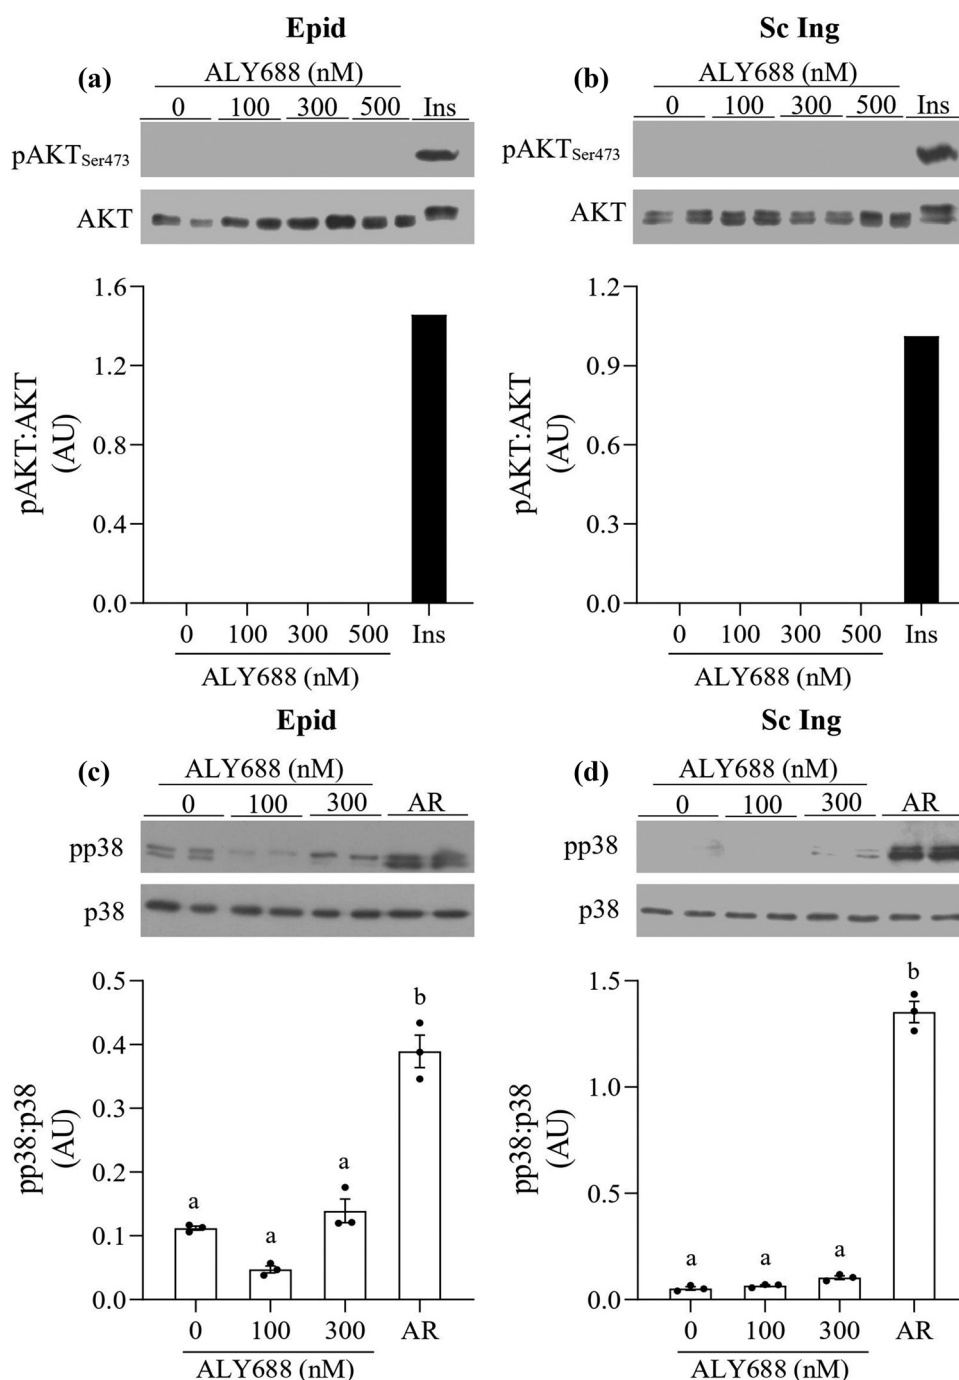 Epid
(a)
ALY688 (nM)
0 100 300 500 Ins
pAKTSer473
AKT
1.6
1.2
0.8
0.4
0.0
pAKT:AKT
(AU)
0 100 300 500 Ins
ALY688 (nM)
Sc Ing
(b)
ALY688 (nM)
0 100 300 500 Ins
pAKTSer473
AKT
1.2
0.9
0.6
0.3
0.0
pAKT:AKT
(AU)
0 100 300 500 Ins
ALY688 (nM)
Epid
(c)
ALY688 (nM)
0 100 300 AR
pp38
p38
0.5
0.4
0.3
0.2
0.1
0.0
pp38:p38
(AU)
a a a b
0 100 300 AR
ALY688 (nM)
Sc Ing
(d)
ALY688 (nM)
0 100 300 AR
pp38
p38
1.5
1.0
0.5
0.0
pp38:p38
(AU)
a a a b
0 100 300 AR
ALY688 (nM)